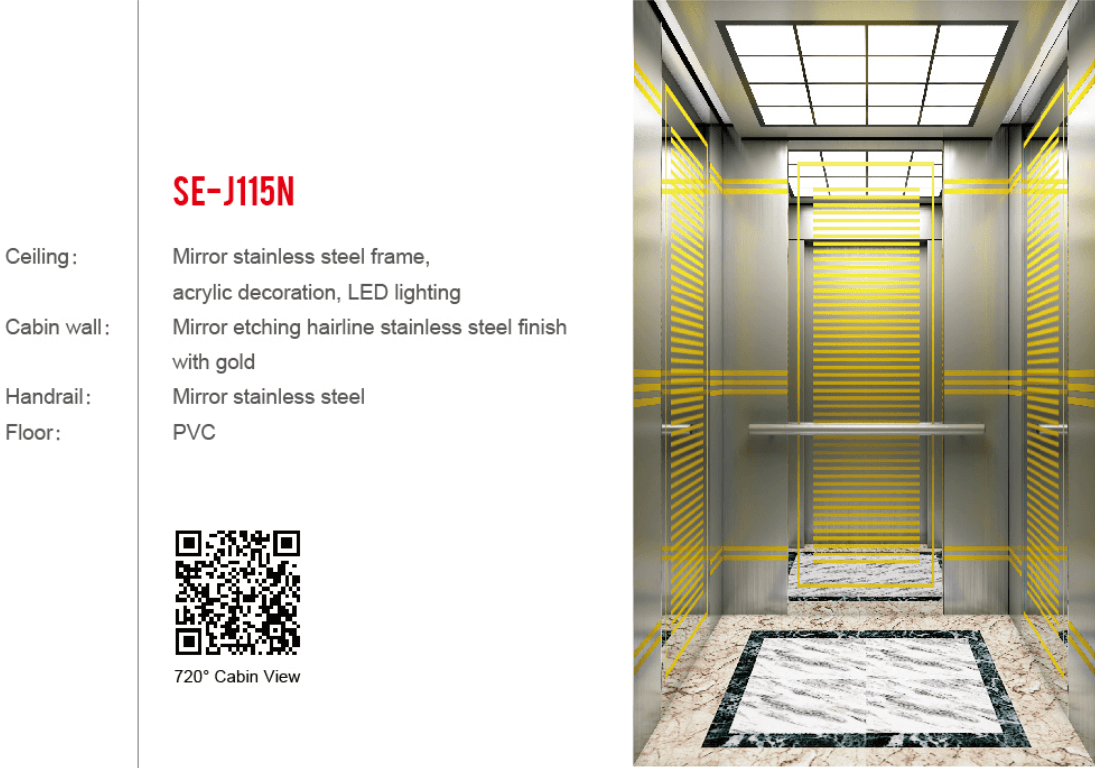 SE-J115N
Ceiling: Mirror stainless steel frame,
acrylic decoration, LED lighting
Cabin wall: Mirror etching hairline stainless steel finish
with gold
Handrail: Mirror stainless steel
Floor: PVC
720° Cabin View